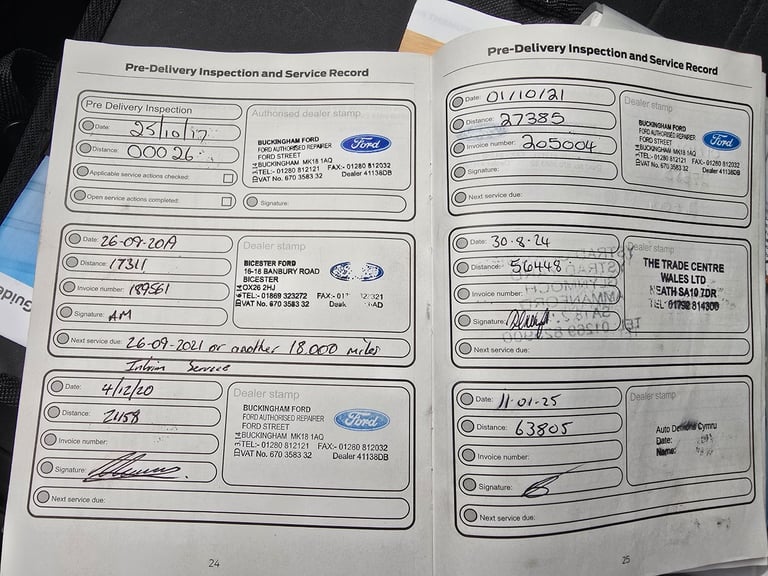 Pre-Delivery Inspection and Service Record
Pre Delivery Inspection
Date: 25/10/17
Distance: 00026
Applicable service actions checked:
Open service actions completed:
Authorised dealer stamp
BUCKINGHAM FORD
FORD AUTHORISED REPAIRER
FORD STREET
BUCKINGHAM MK18 1AQ
TEL:- 01280 812121 FAX:- 01280 812032
VAT No. 670 3583 32 Dealer 41138DB
Ford
Signature:
Date: 26-09-20
Distance: 17311
Invoice number: 189561
Signature: AM
Dealer stamp
BICESTER FORD
16-18 BANBURY ROAD
BICESTER
OX26 2HJ
TEL:- 01869 323272
VAT No. 670 3583 32
Next service due: 26-09-2021 or another 18.000 miles
Intrim Service
Date: 4/12/20
Distance: 21158
Invoice number:
Signature:
Dealer stamp
BUCKINGHAM FORD
FORD AUTHORISED REPAIRER
FORD STREET
BUCKINGHAM MK18 1AQ
TEL:- 01280 812121 FAX:- 01280 812032
VAT No. 670 3583 32 Dealer 41138DB
Ford
Next service due:
24
Pre-Delivery Inspection and Service Record
Date: 01/10/21
Distance: 27385
Invoice number: 205004
Signature:
Dealer stamp
BUCKINGHAM FORD
FORD AUTHORISED REPAIRER
FORD STREET
BUCKINGHAM MK18 1AQ
TEL:- 01280 812121 FAX:- 01280 812032
VAT No. 670 3583 32 Dealer 41138DB
Ford
Next service due:
Date: 30-8-24
Distance: 56448
Invoice number:
Signature:
Dealer stamp
THE TRADE CENTRE
WALES LTD
NEATH SA10 7DR
TEL: 01792 814300
Next service due:
Date: 11-01-25
Distance: 63805
Invoice number:
Signature:
Dealer stamp
Auto Cymru
Date:
Name:
Next service due:
25